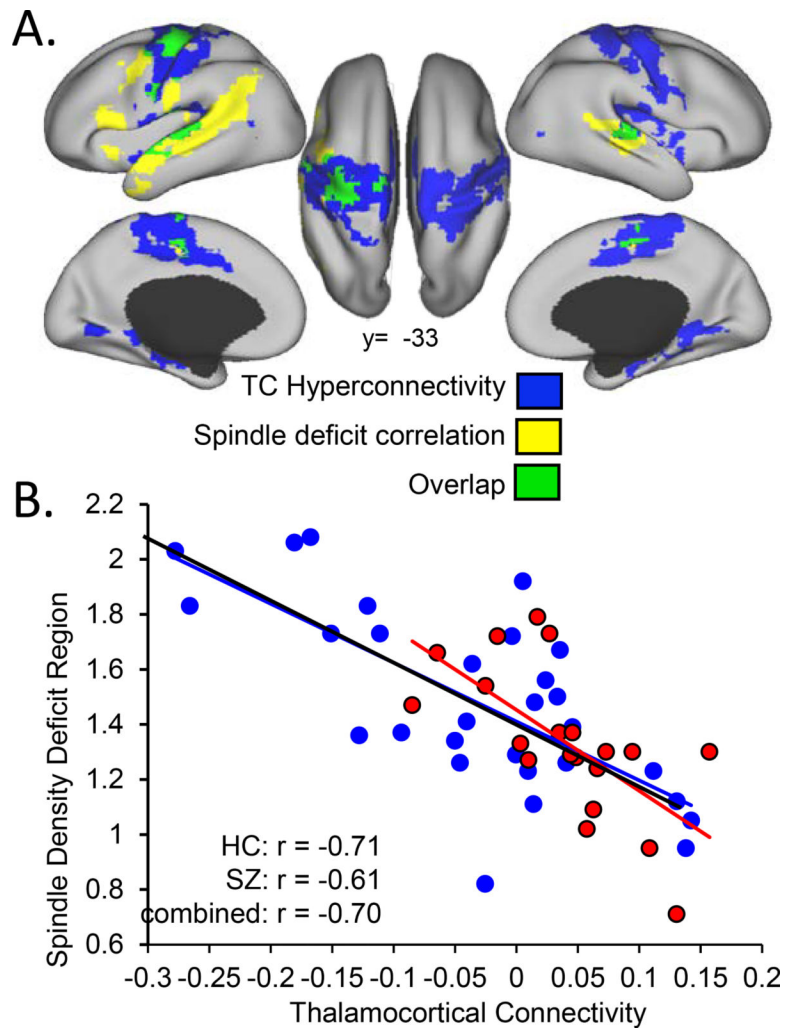 A.
y= -33
TC Hyperconnectivity
Spindle deficit correlation
Overlap
B.
Spindle Density Deficit Region
2.2
2
1.8
1.6
1.4
1.2
1
0.8
0.6
HC: r = -0.71
SZ: r = -0.61
combined: r = -0.70
-0.3 -0.25 -0.2 -0.15 -0.1 -0.05 0 0.05 0.1 0.15 0.2
Thalamocortical Connectivity